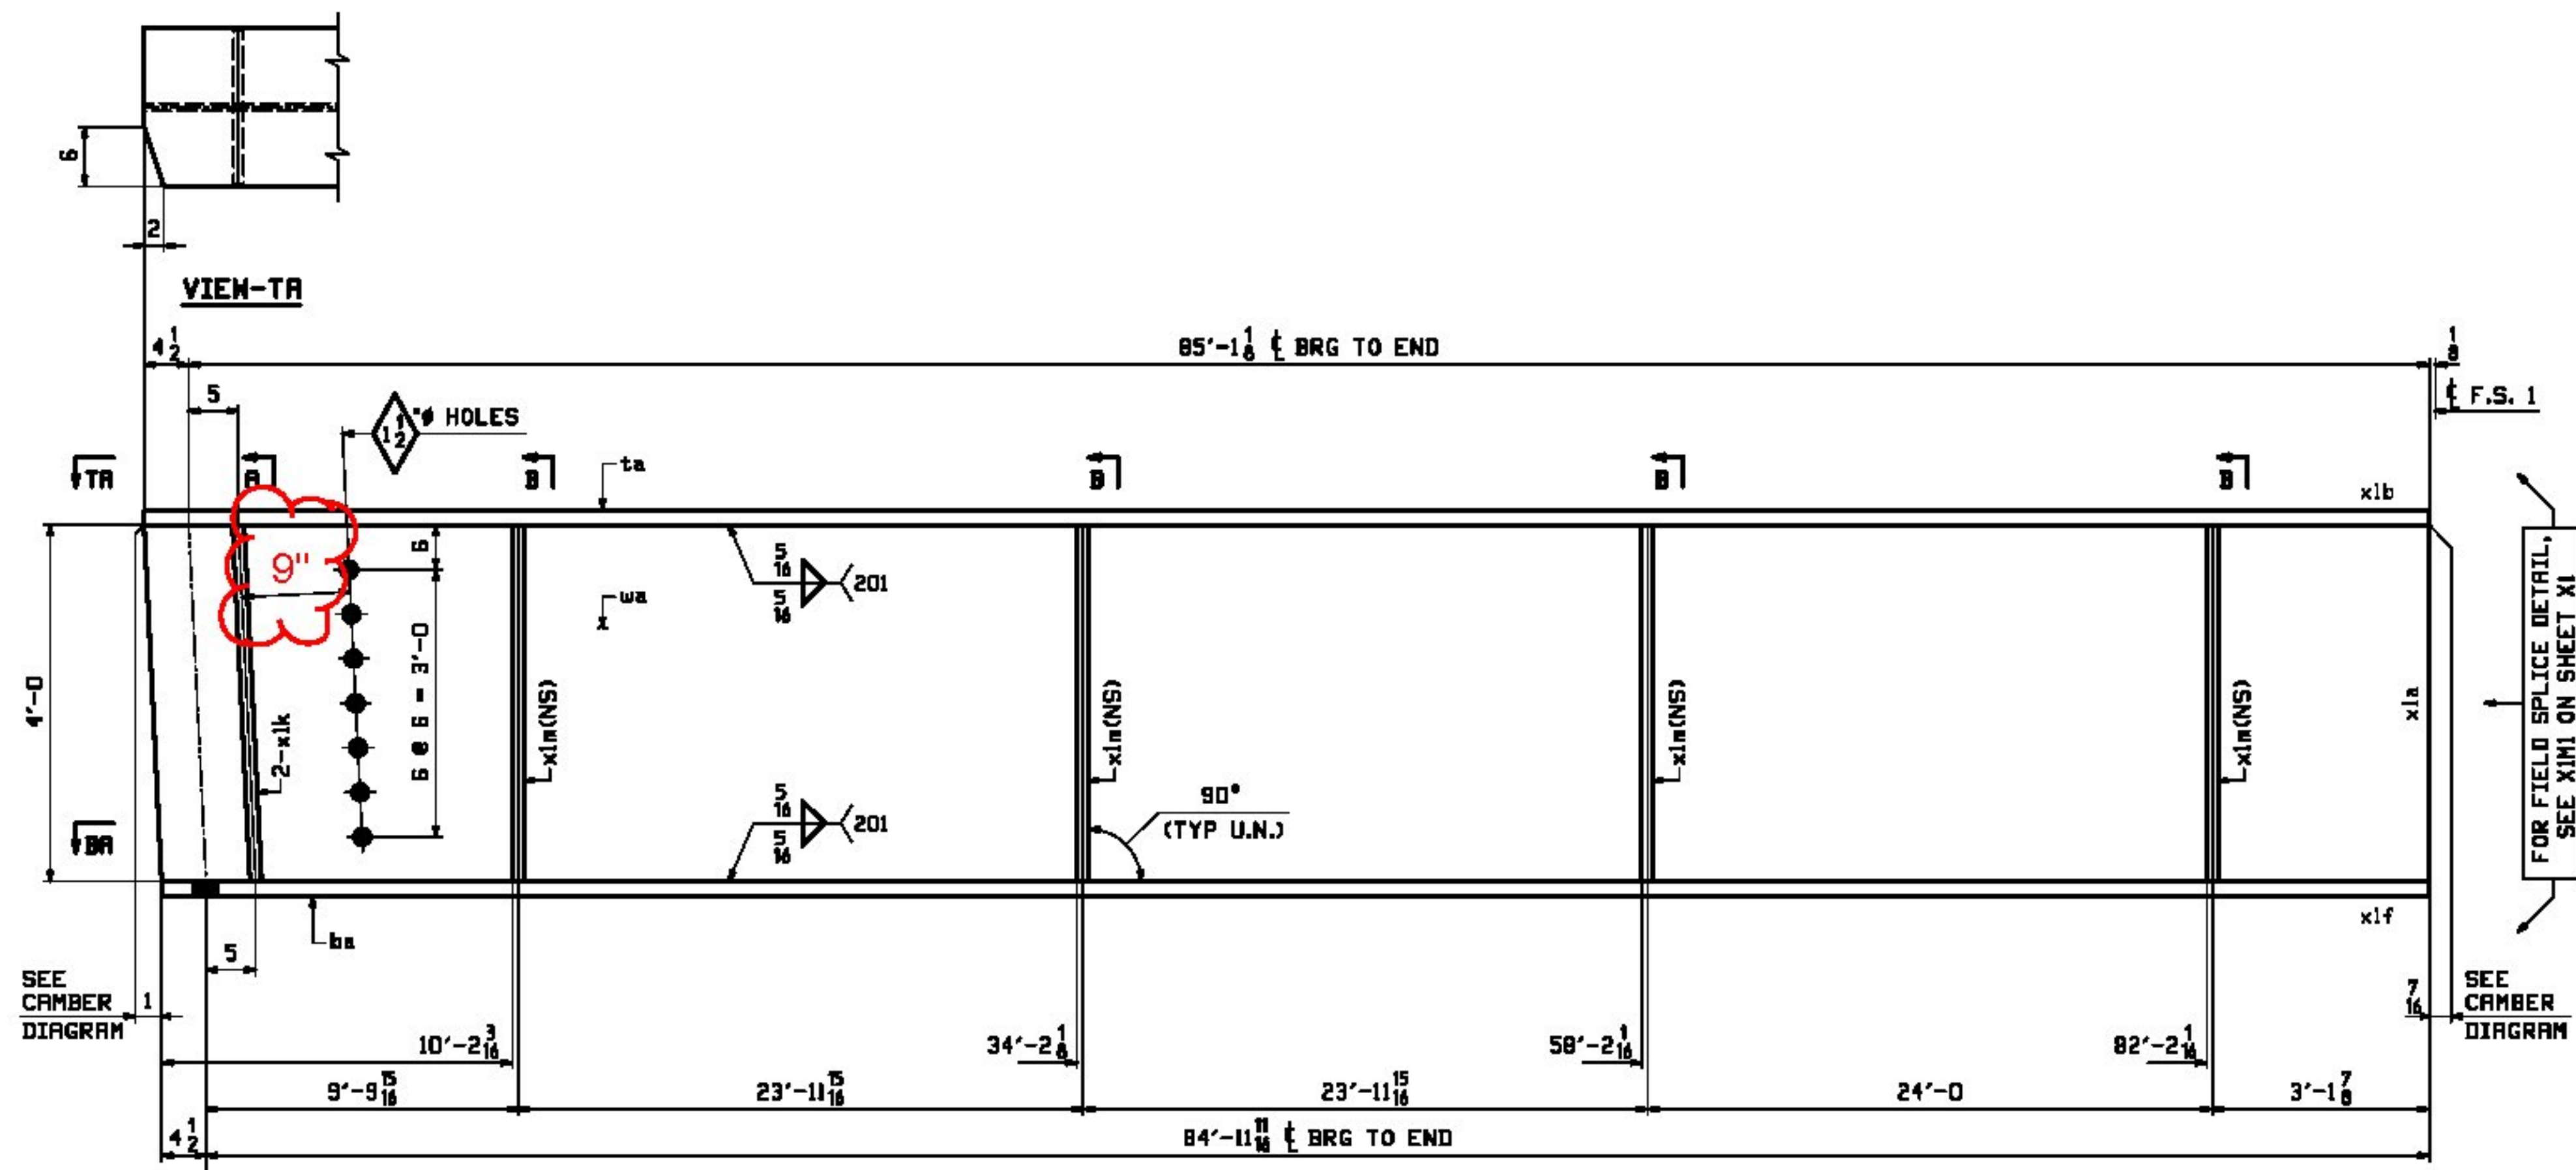 6
2
VIEW-TA
4 1/2
85'-1 1/8 ℄ BRG TO END
1/8
5
1 1/2 "ø HOLES
℄ F.S. 1
TA
A
B
ta
B
B
B
x1b
9"
6
5/16
5/16
201
wa
x
4'-0
6 @ 6 = 3'-0
2-x1k
x1m(NS)
x1m(NS)
x1m(NS)
x1m(NS)
x1a
FOR FIELD SPLICE DETAIL,
SEE X1M1 ON SHEET X1
5/16
5/16
201
90°
(TYP U.N.)
BA
ba
x1f
5
SEE
CAMBER
DIAGRAM
1
7/16
SEE
CAMBER
DIAGRAM
10'-2 3/16
34'-2 1/8
58'-2 1/16
82'-2 1/16
9'-9 15/16
23'-11 15/16
23'-11 15/16
24'-0
3'-1 7/8
4 1/2
84'-11 11/16 ℄ BRG TO END